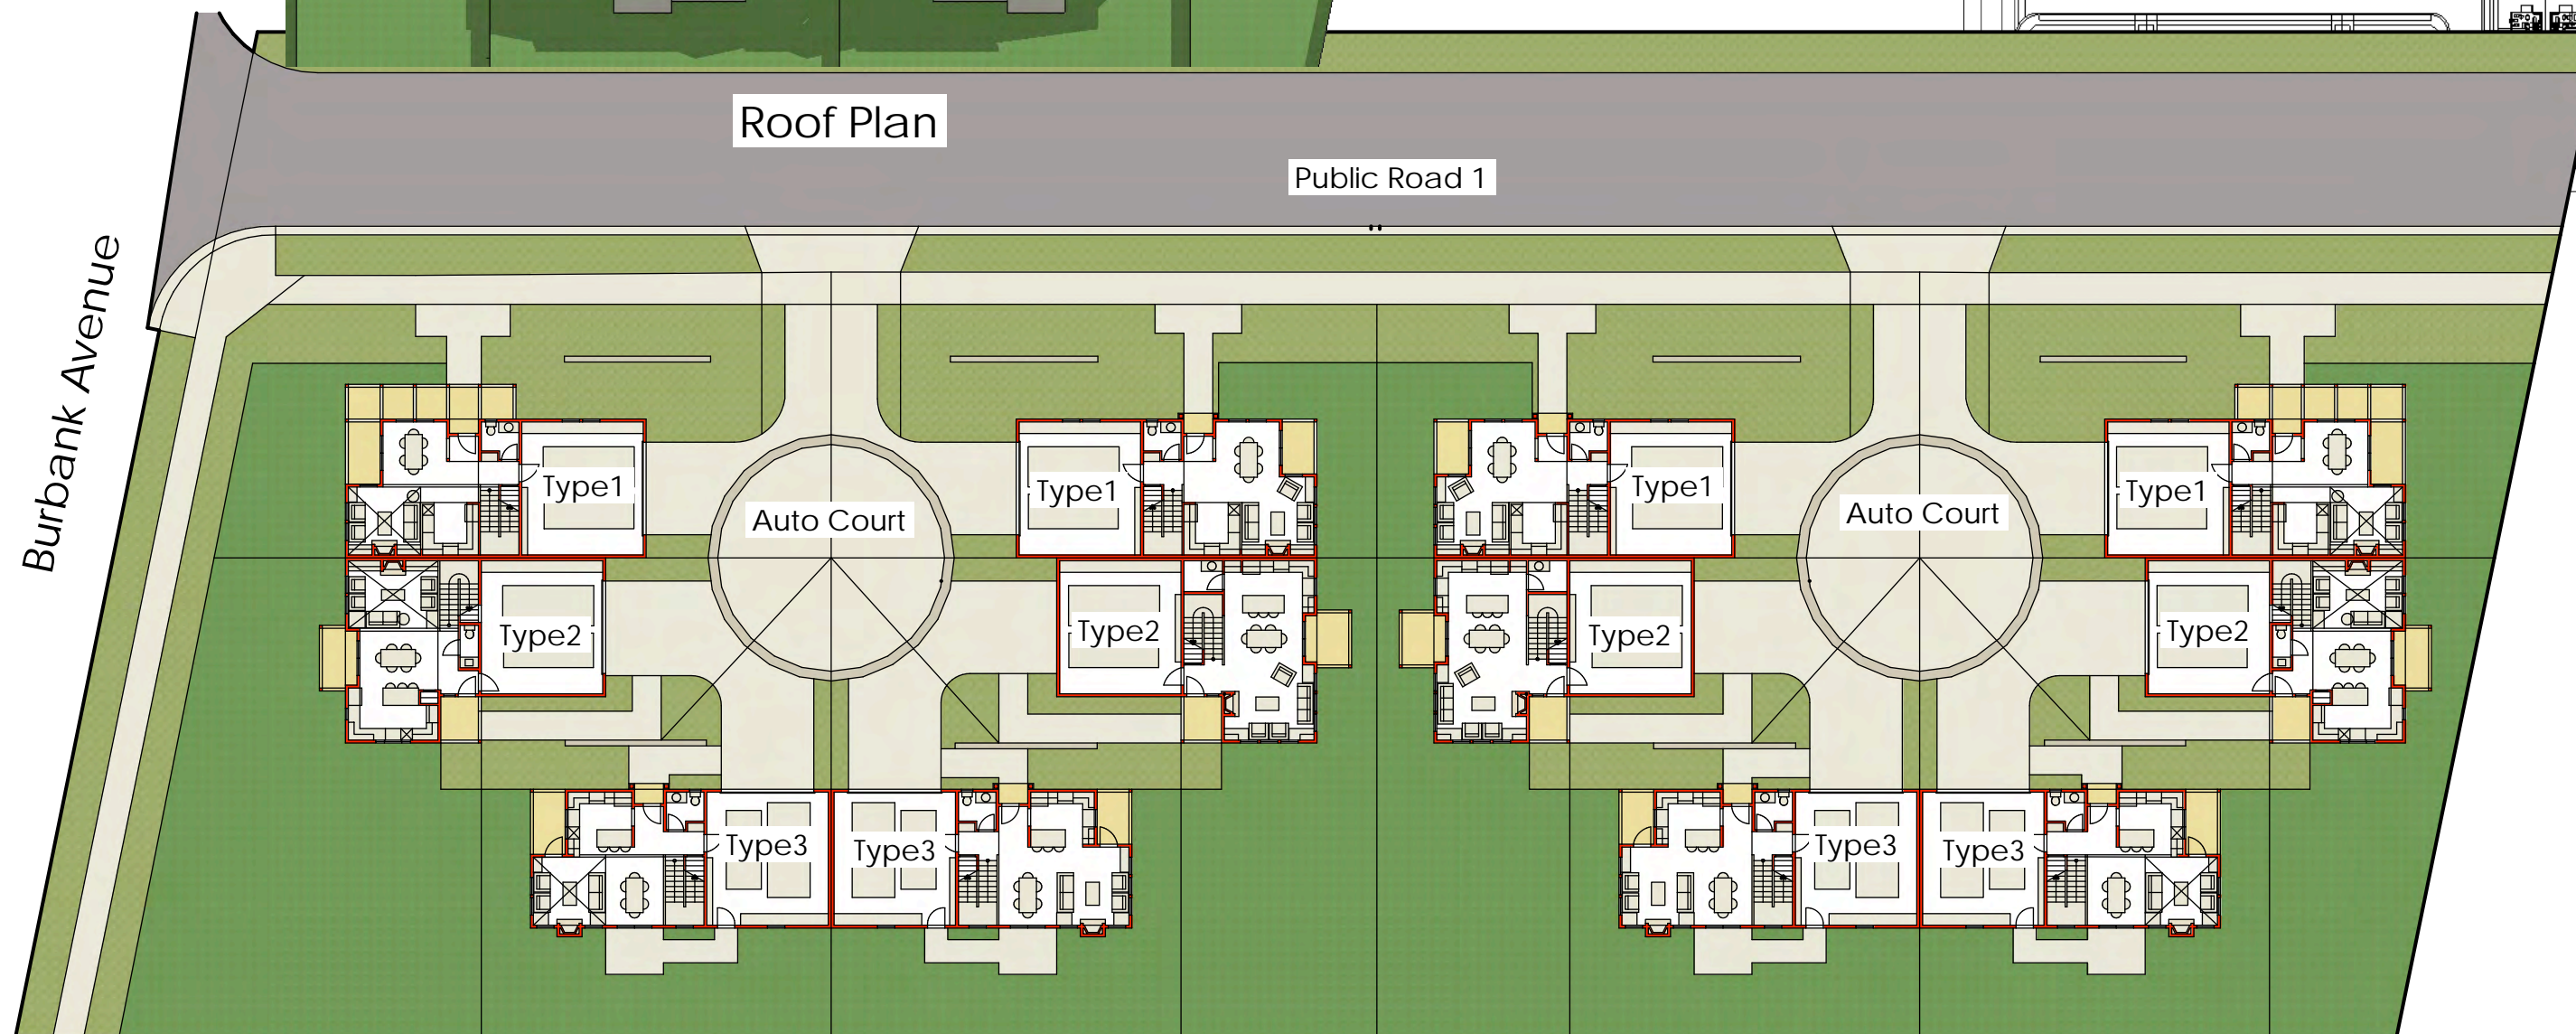 Roof Plan
Public Road 1
Burbank Avenue
Type1
Type1
Type1
Type1
Auto Court
Auto Court
Type2
Type2
Type2
Type2
Type3
Type3
Type3
Type3